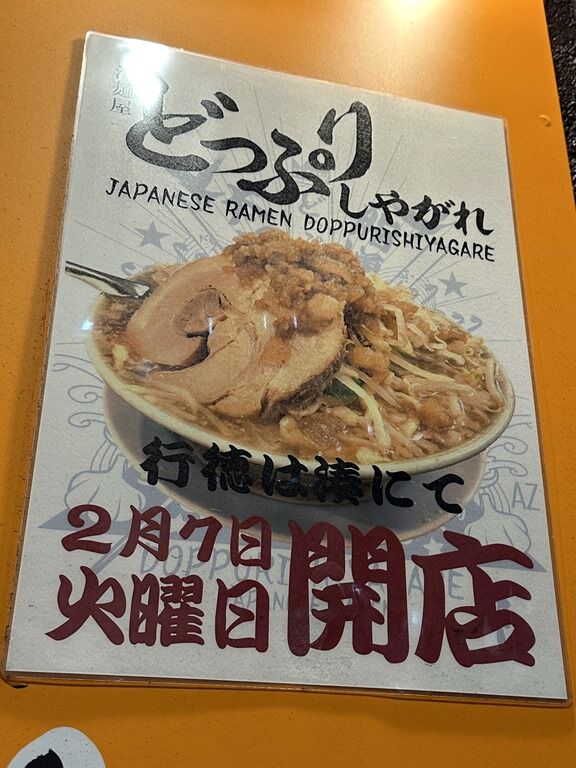 麺屋
どっぷり
しやがれ
JAPANESE RAMEN DOPPURISHIYAGARE
行徳は湊にて
2月7日
火曜日
開店
AZ